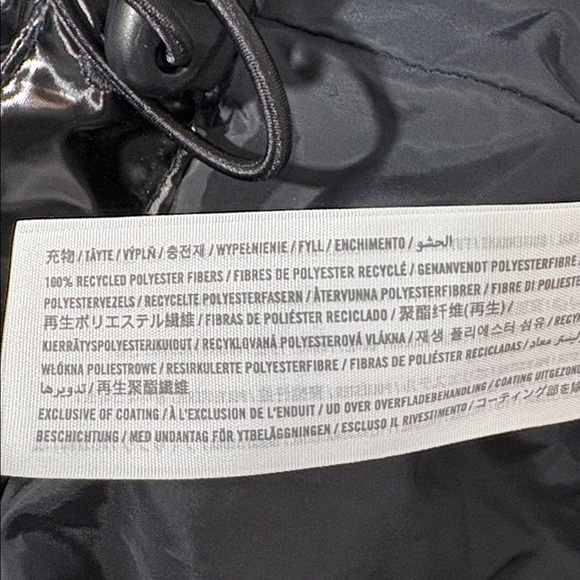 充物 / TÄYTE / VÝPLŇ / 충전재 / WYPEŁNIENIE / FYLL / ENCHIMENTO / الحشو
100% RECYCLED POLYESTER FIBERS / FIBRES DE POLYESTER RECYCLÉ / GENANVENDT POLYESTERFIBRE /
POLYESTERVEZELS / RECYCELTE POLYESTERFASERN / ÅTERVUNNA POLYESTERFIBRER / FIBRE DI POLIESTE
再生ポリエステル繊維 / FIBRAS DE POLIÉSTER RECICLADO / 聚酯纤维(再生) /
KIERRÄTYSPOLYESTERIKUIDUT / RECYKLOVANÁ POLYESTEROVÁ VLÁKNA / 재생 폴리에스터 섬유 / RECY
WŁÓKNA POLIESTROWE / RESIRKULERTE POLYESTERFIBRE / FIBRAS DE POLIÉSTER RECICLADAS / معاد
تدويرها / 再生聚酯纖維
EXCLUSIVE OF COATING / À L'EXCLUSION DE L'ENDUIT / UD OVER OVERFLADEBEHANDLING / COATING UITGEZOND
BESCHICHTUNG / MED UNDANTAG FÖR YTBELÄGGNINGEN / ESCLUSO IL RIVESTIMENTO / コーティング部を